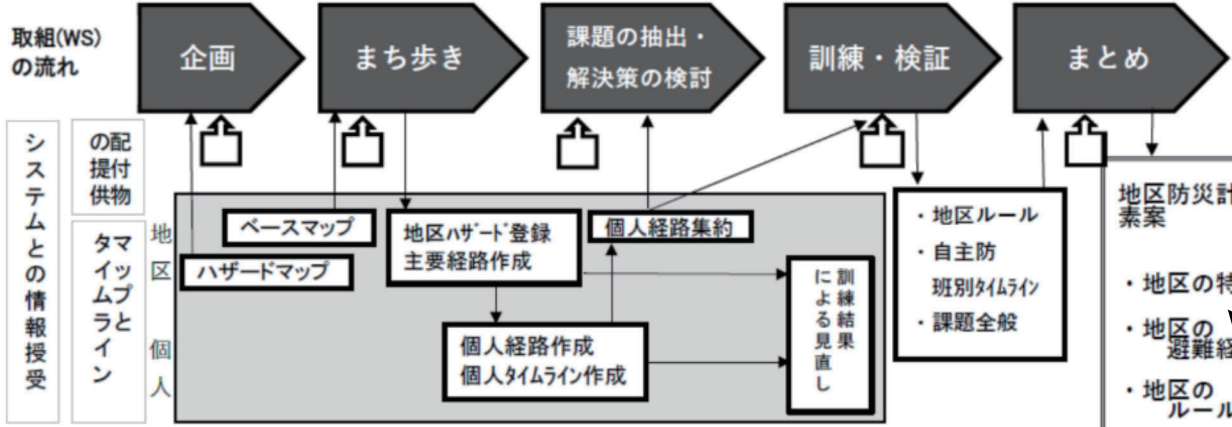 取組(WS)
の流れ
企画
まち歩き
課題の抽出・
解決策の検討
訓練・検証
まとめ
システムとの情報授受
配付物
の提供
マップと
タイムライン
地区
個人
ベースマップ
ハザードマップ
地区ハザード登録
主要経路作成
個人経路集約
個人経路作成
個人タイムライン作成
訓練結果
による見直し
・地区ルール
・自主防
班別タイムライン
・課題全般
地区防災計
素案
・地区の特
・地区の
避難経
・地区の
ルール